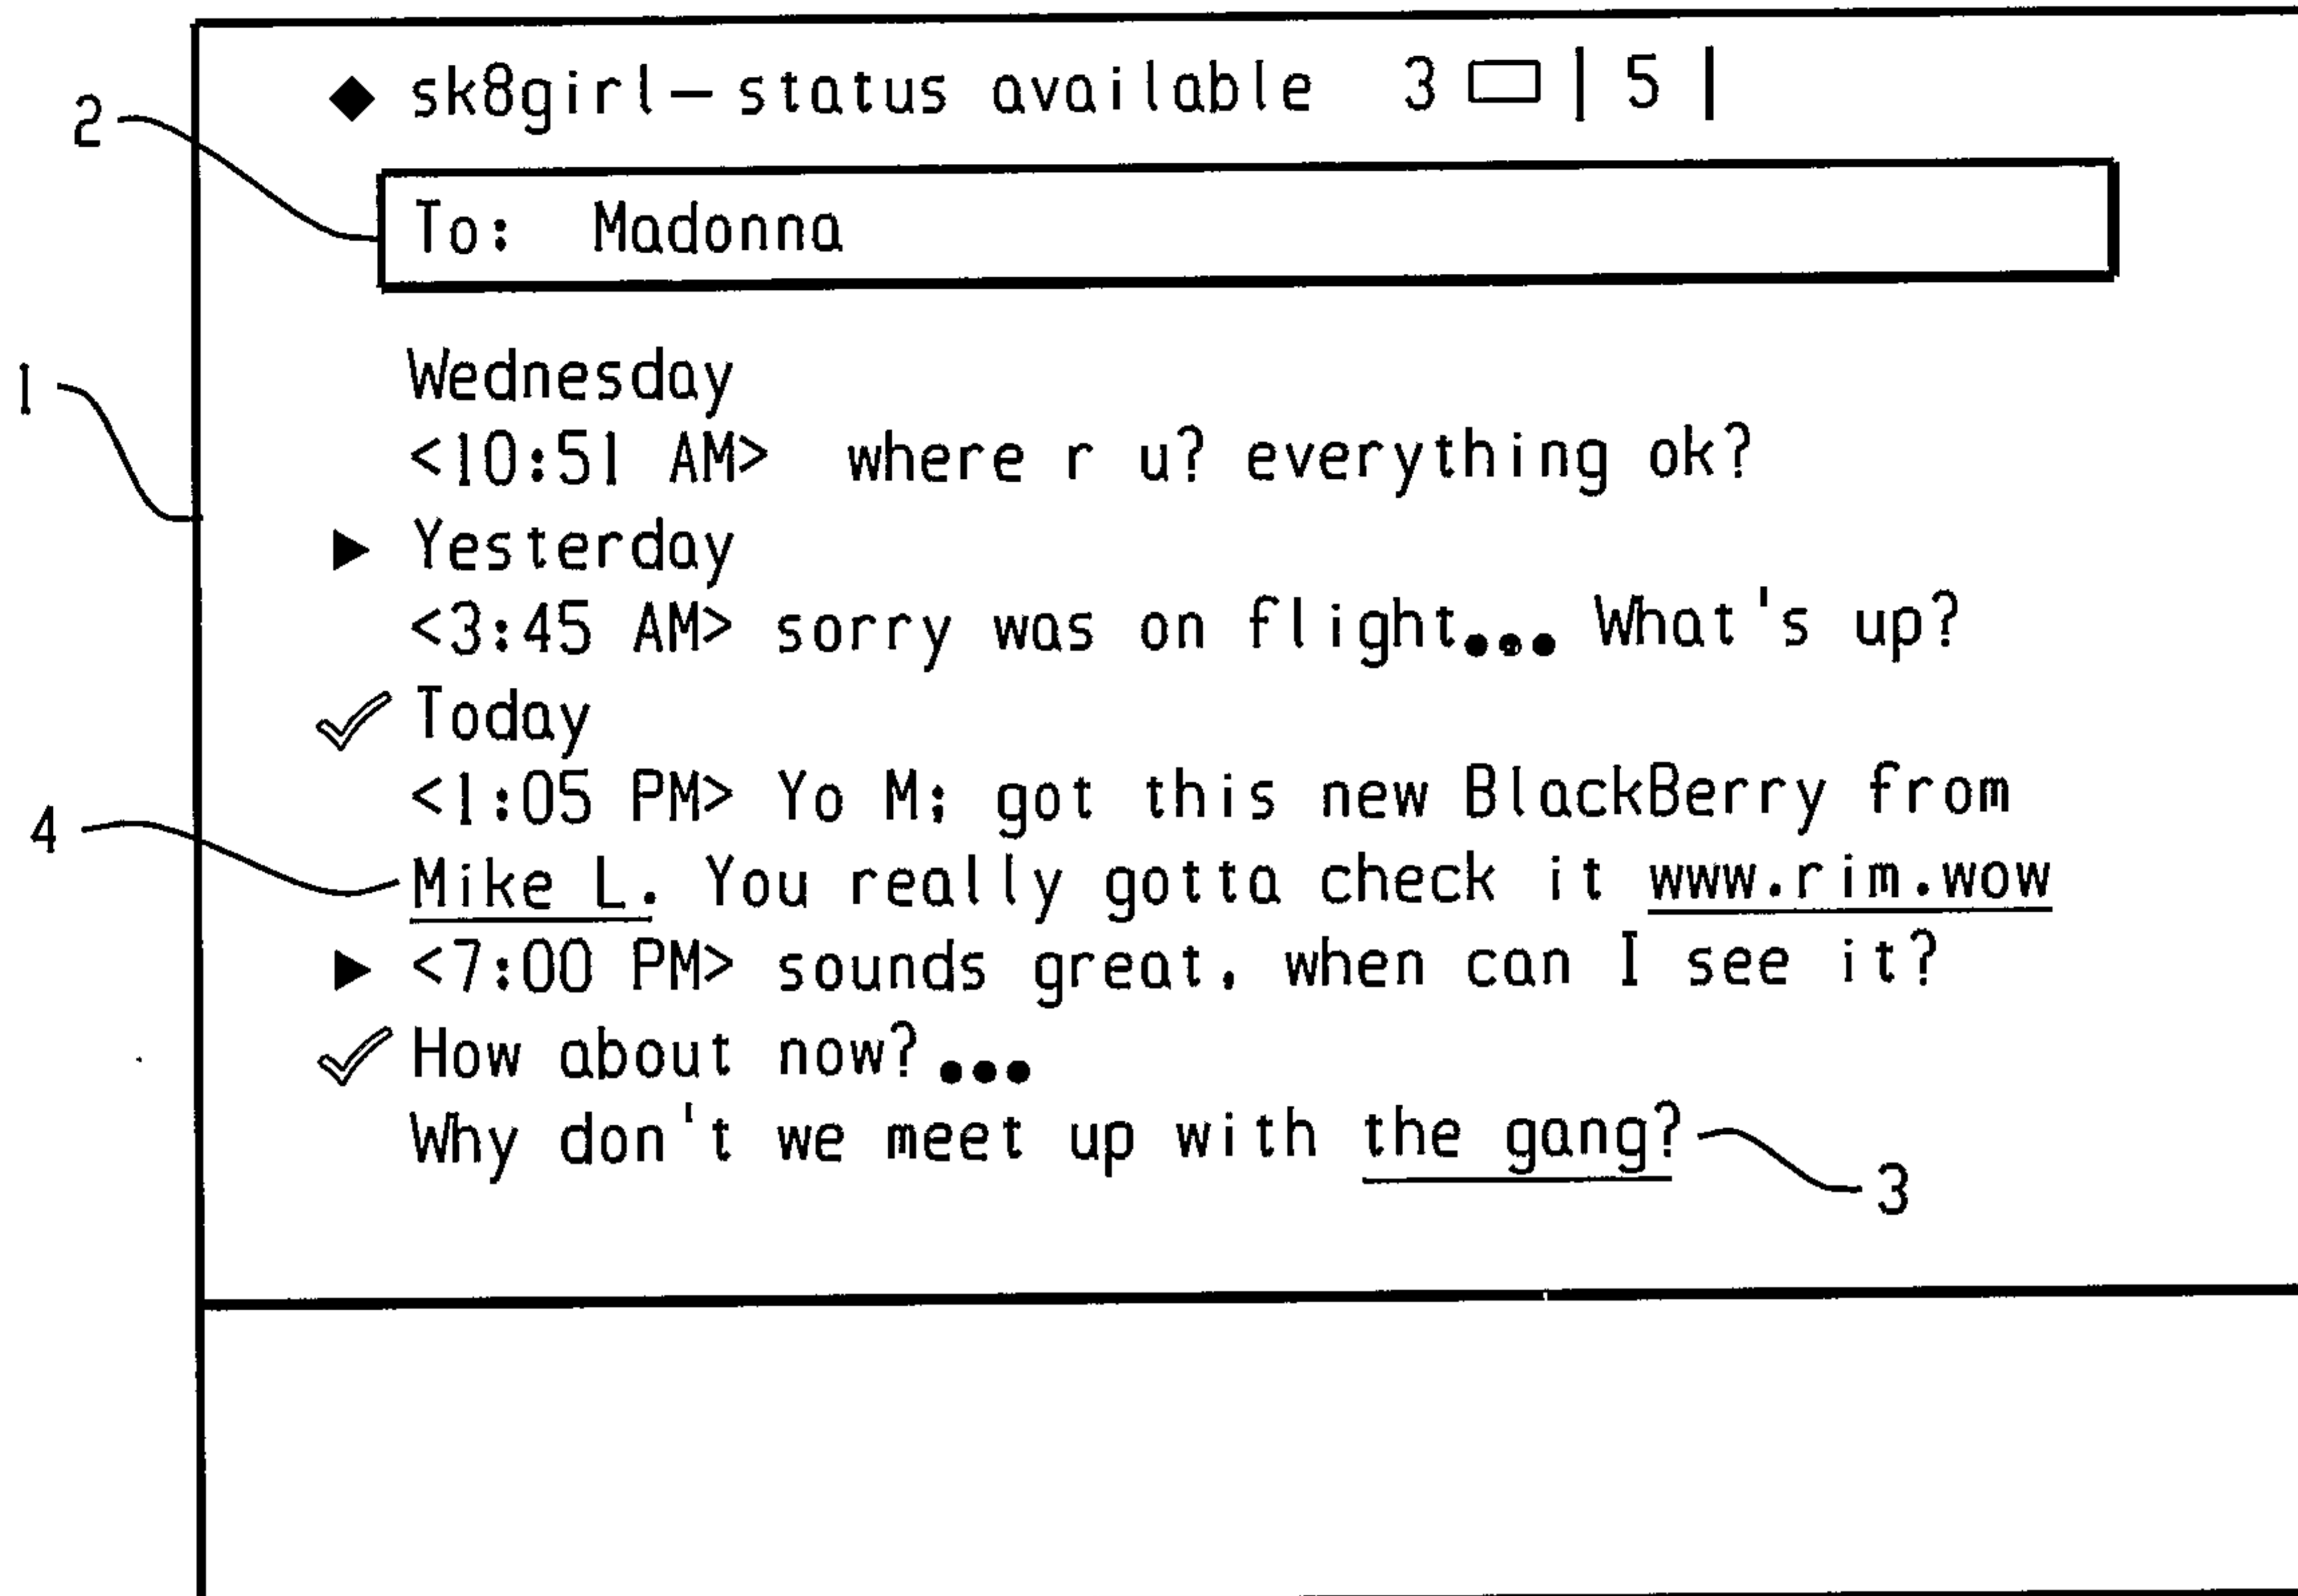 ◆ sk8girl– status available 3 ▭ | 5 |
2
To: Madonna
Wednesday
1
<10:51 AM> where r u? everything ok?
▶ Yesterday
<3:45 AM> sorry was on flight... What's up?
✓ Today
<1:05 PM> Yo M; got this new BlackBerry from
4
Mike L. You really gotta check it www.rim.wow
▶ <7:00 PM> sounds great, when can I see it?
✓ How about now?...
Why don't we meet up with the gang?
3